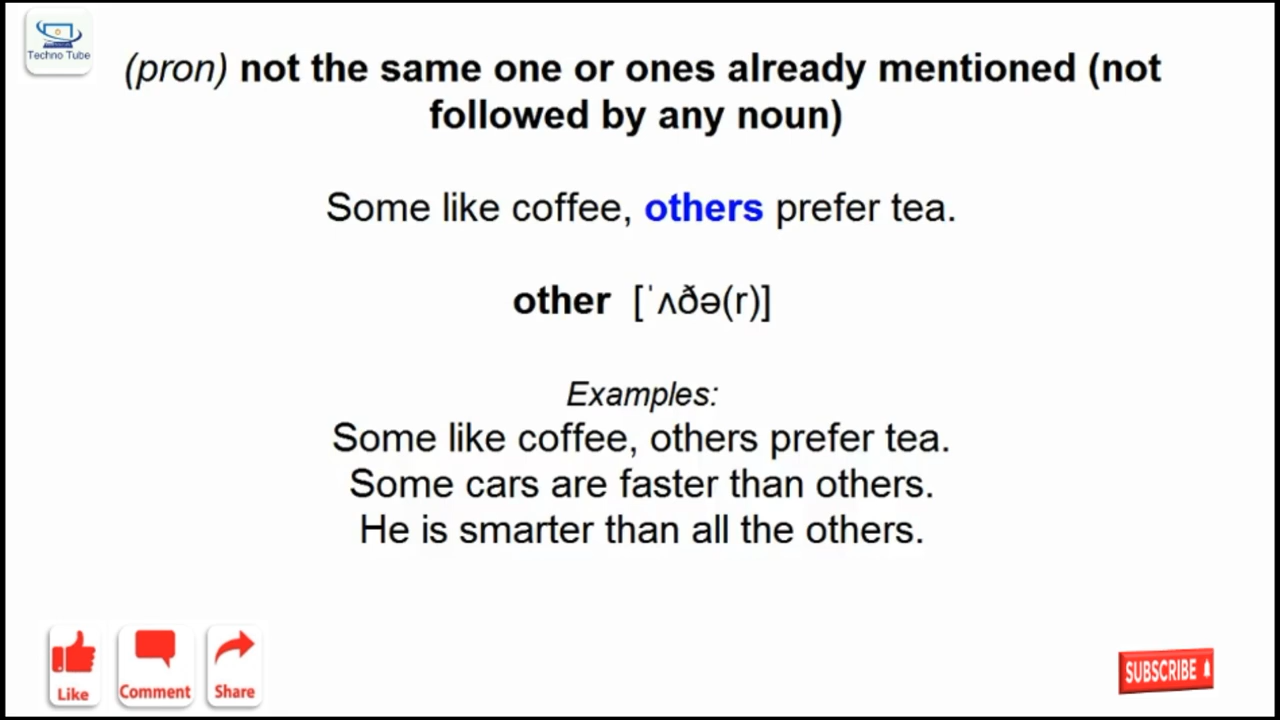 Techno Tube
(pron) not the same one or ones already mentioned (not
followed by any noun)
Some like coffee, others prefer tea.
other [ˈʌðə(r)]
Examples:
Some like coffee, others prefer tea.
Some cars are faster than others.
He is smarter than all the others.
Like
Comment
Share
SUBSCRIBE